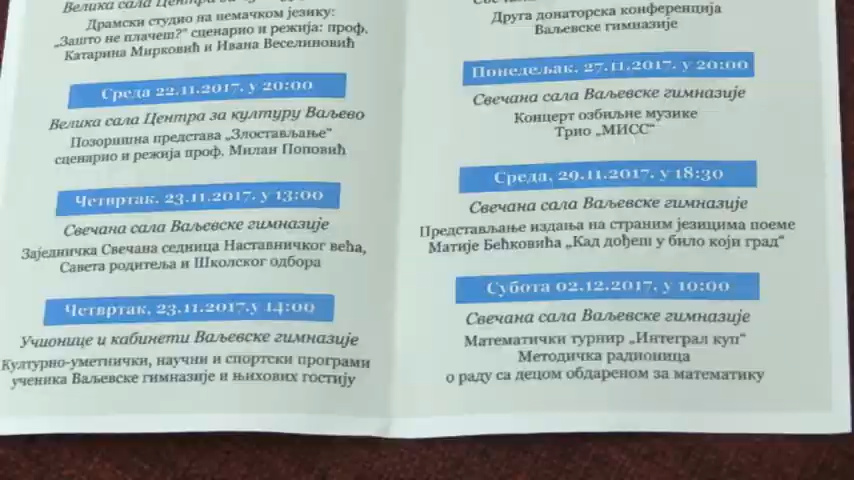 Велика сала Центра за
Драмски студио на немачком језику:
„Зашто не плачеш?“ сценарио и режија: проф.
Катарина Мирковић и Ивана Веселиновић
Среда 22.11.2017. у 20:00
Велика сала Центра за културу Ваљево
Позоришна представа „Злостављање“
сценарио и режија проф. Милан Поповић
Четвртак, 23.11.2017. у 13:00
Свечана сала Ваљевске гимназије
Заједничка Свечана седница Наставничког већа,
Савета родитеља и Школског одбора
Четвртак, 23.11.2017.у 14:00
Учионице и кабинети Ваљевске гимназије
Културно-уметнички, научни и спортски програми
ученика Ваљевске гимназије и њихових гостију
Друга донаторска конференција
Ваљевске гимназије
Понедељак, 27.11.2017. у 20:00
Свечана сала Ваљевске гимназије
Концерт озбиљне музике
Трио „МИСС“
Среда, 29.11.2017. у 18:30
Свечана сала Ваљевске гимназије
Представљање издања на страним језицима поеме
Матије Бећковића „Кад дођеш у било који град“
Субота 02.12.2017. у 10:00
Свечана сала Ваљевске гимназије
Математички турнир „Интеграл куп“
Методичка радионица
о раду са децом обдареном за математику